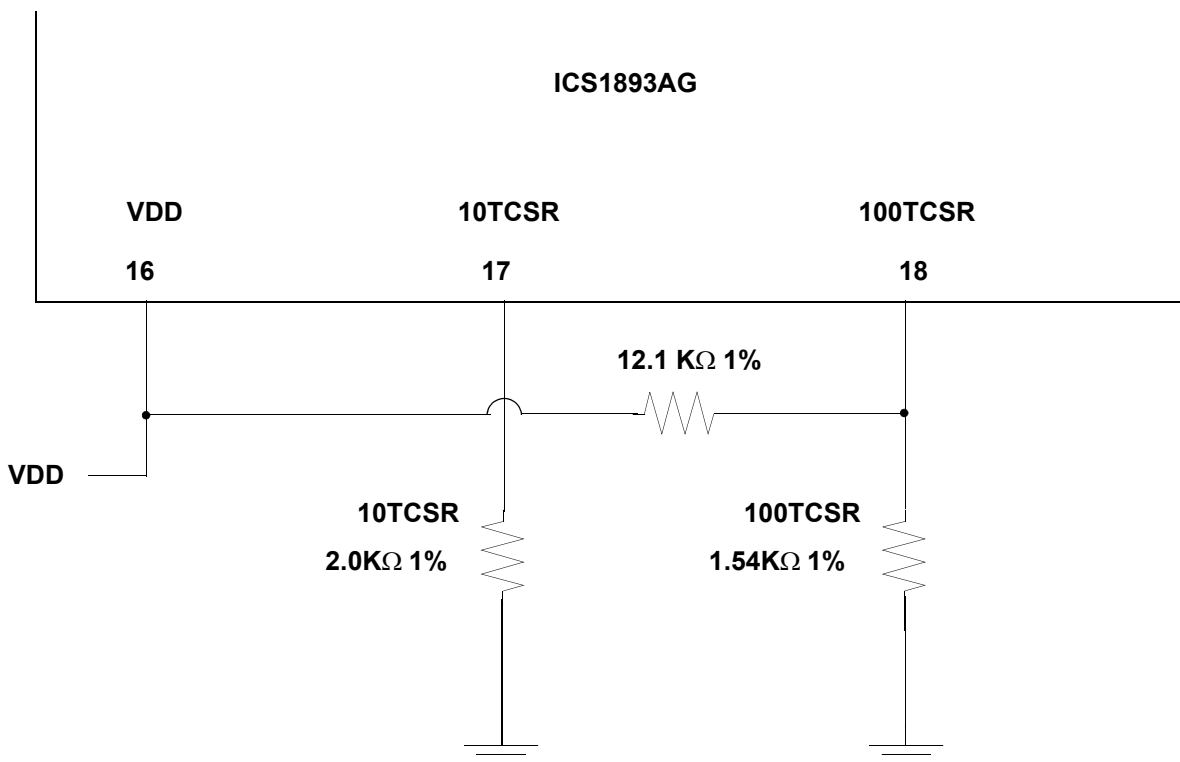 ICS1893AG
VDD 10TCSR 100TCSR
16 17 18
12.1 KΩ 1%
VDD
10TCSR 100TCSR
2.0KΩ 1% 1.54KΩ 1%